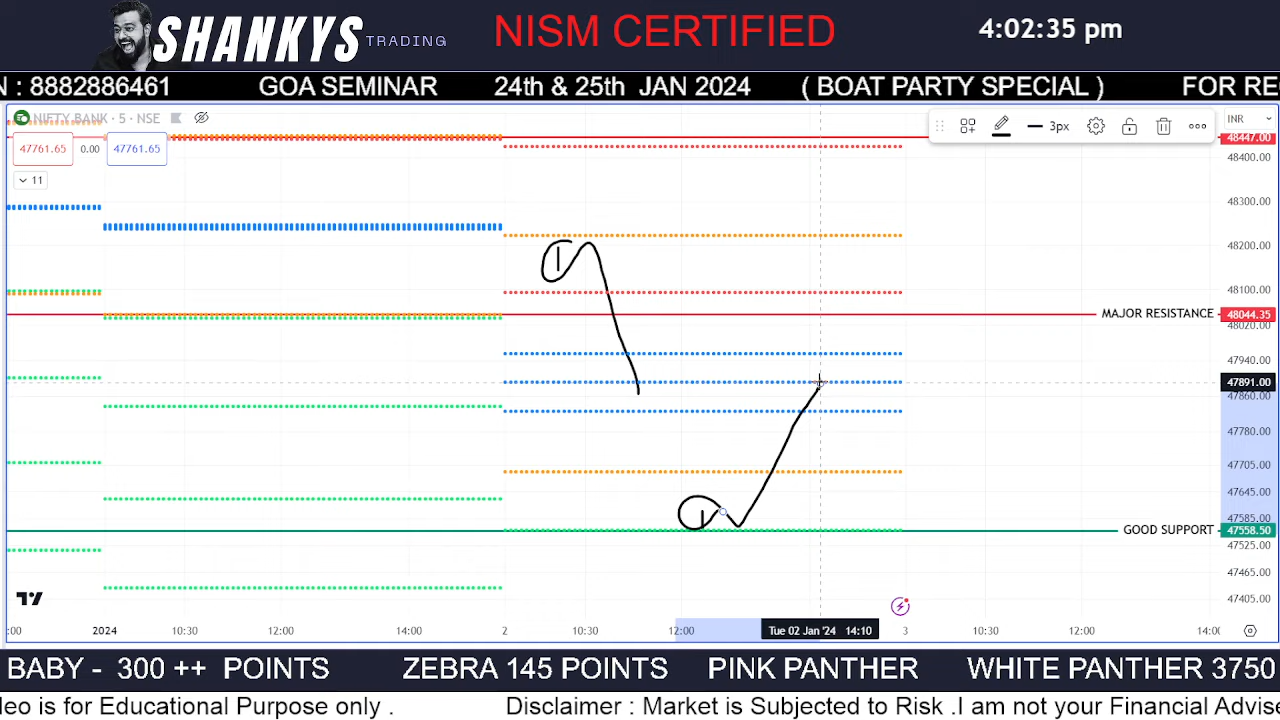 SHANKYS
TRADING
NISM CERTIFIED
4:02:35 pm
N : 8882886461 GOA SEMINAR 24th & 25th JAN 2024 ( BOAT PARTY SPECIAL ) FOR RE
NIFTY BANK · 5 · NSE
3px
INR
47761.65 0.00 47761.65
11
48447.00
48400.00
48300.00
48200.00
48100.00
MAJOR RESISTANCE 48044.35
48020.00
47940.00
47891.00
47860.00
47780.00
47705.00
47645.00
47585.00
GOOD SUPPORT 47558.50
47525.00
47465.00
47405.00
1
1
:00 2024 10:30 12:00 14:00 2 10:30 12:00 Tue 02 Jan '24 14:10 3 10:30 12:00 14:0
BABY - 300 ++ POINTS ZEBRA 145 POINTS PINK PANTHER WHITE PANTHER 3750
deo is for Educational Purpose only . Disclaimer : Market is Subjected to Risk .I am not your Financial Advise